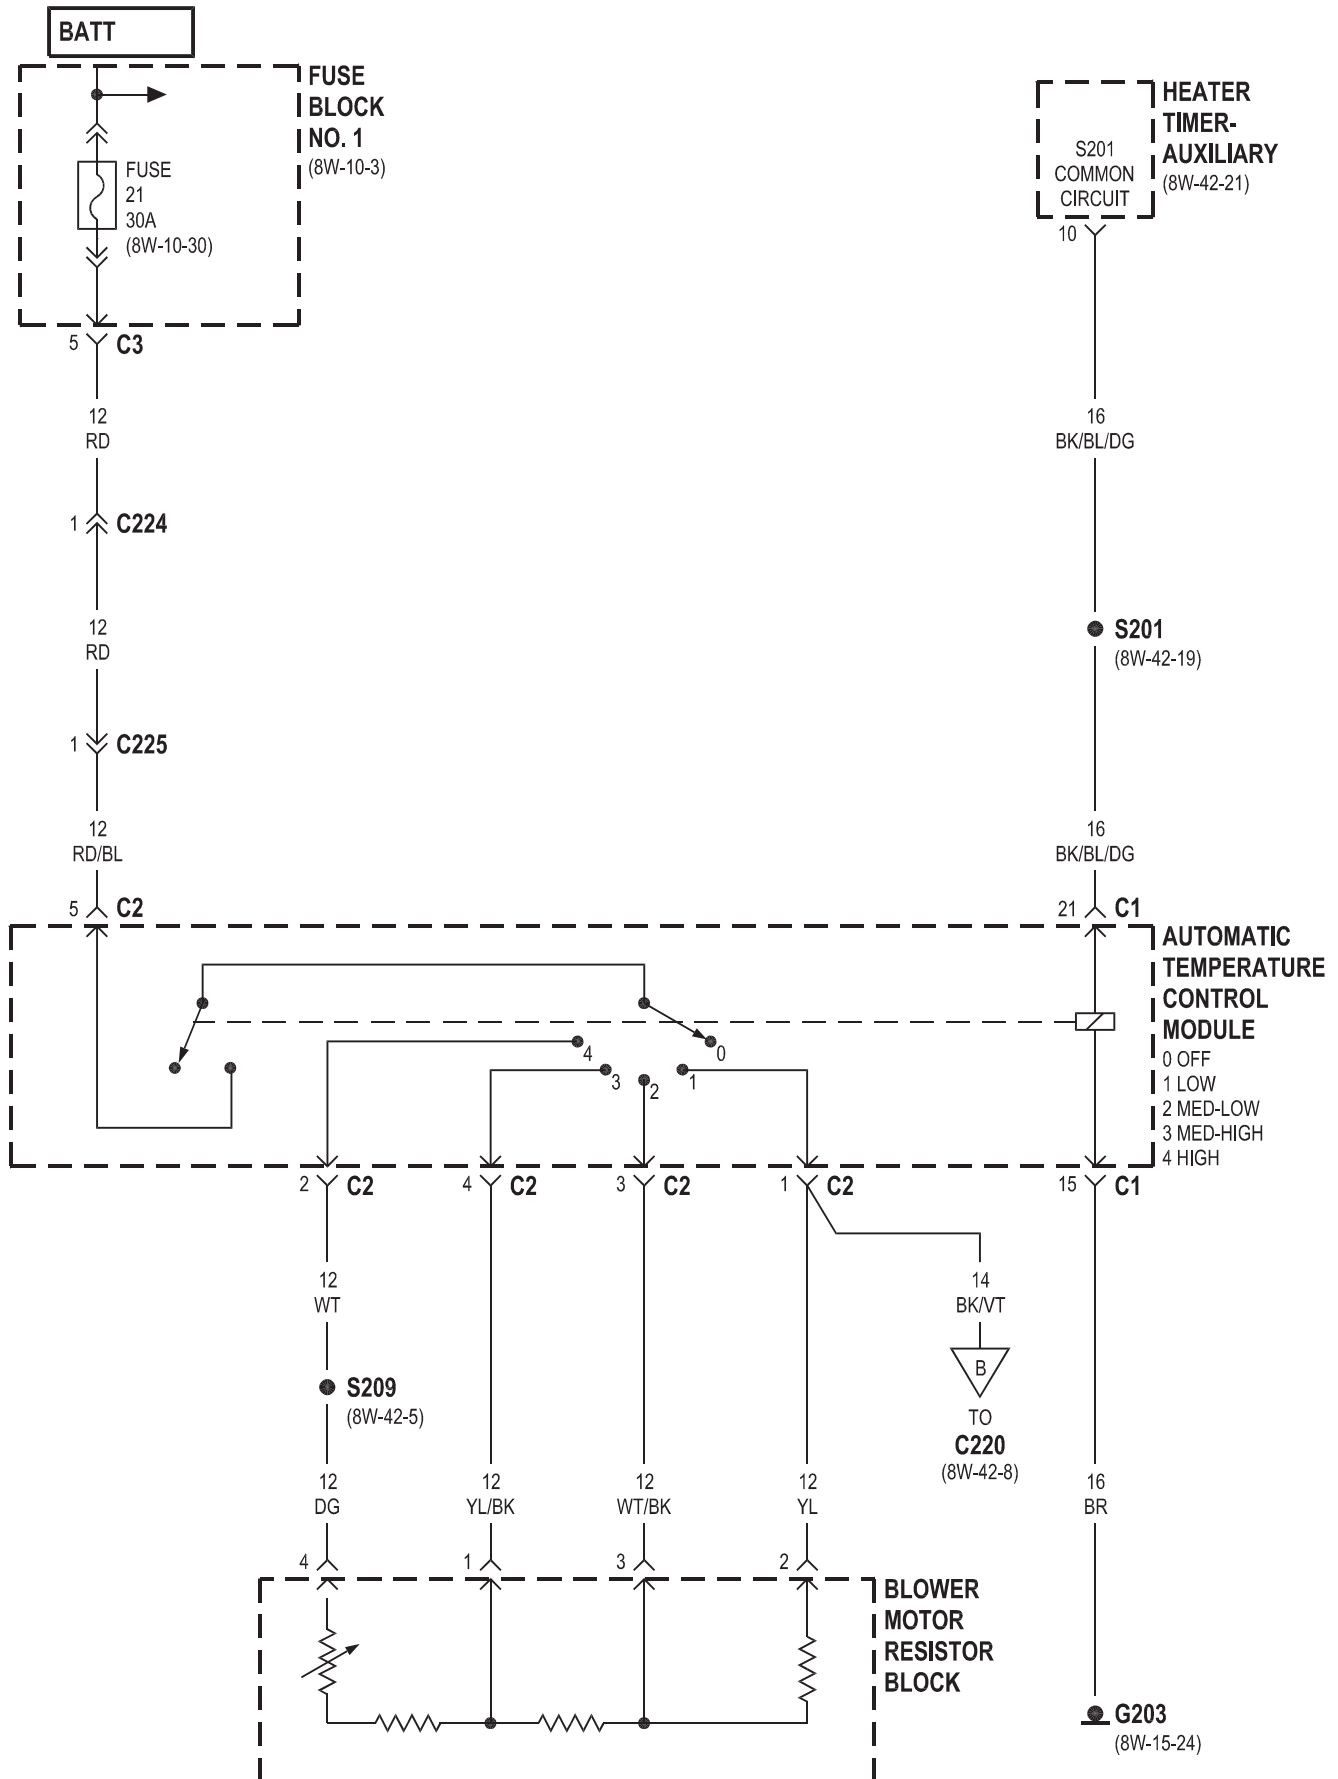 BATT
FUSE
BLOCK
NO. 1
(8W-10-3)
FUSE
21
30A
(8W-10-30)
HEATER
TIMER-
AUXILIARY
(8W-42-21)
S201
COMMON
CIRCUIT
10
5 C3
12
RD
16
BK/BL/DG
1 C224
12
RD
S201
(8W-42-19)
1 C225
12
RD/BL
16
BK/BL/DG
5 C2
21 C1
AUTOMATIC
TEMPERATURE
CONTROL
MODULE
0 OFF
1 LOW
2 MED-LOW
3 MED-HIGH
4 HIGH
4
3
2
1
0
2 C2
4 C2
3 C2
1 C2
15 C1
12
WT
14
BK/VT
B
TO
C220
(8W-42-8)
S209
(8W-42-5)
12
DG
12
YL/BK
12
WT/BK
12
YL
16
BR
4
1
3
2
BLOWER
MOTOR
RESISTOR
BLOCK
G203
(8W-15-24)